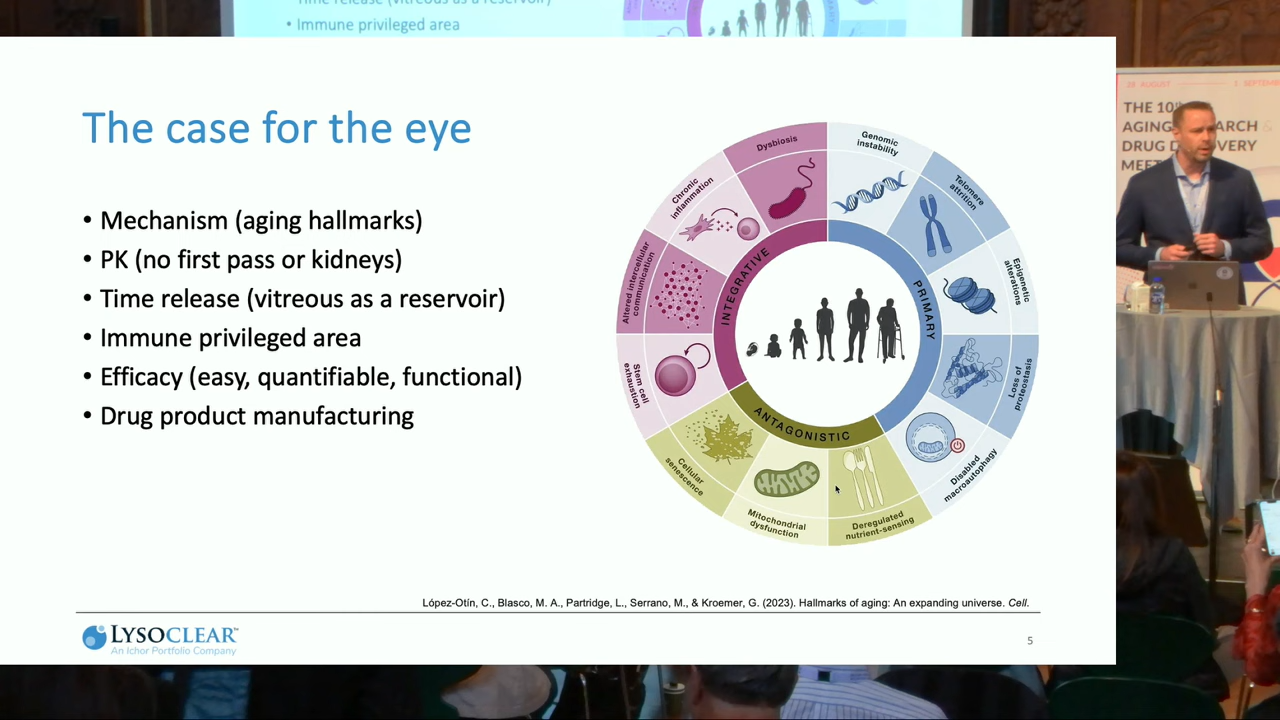 Time release (vitreous as a reservoir)
• Immune privileged area
The case for the eye
• Mechanism (aging hallmarks)
• PK (no first pass or kidneys)
• Time release (vitreous as a reservoir)
• Immune privileged area
• Efficacy (easy, quantifiable, functional)
• Drug product manufacturing
Dysbiosis
Genomic
instability
Telomere
attrition
Epigenetic
alterations
Loss of
proteostasis
Disabled
macroautophagy
Deregulated
nutrient-sensing
Mitochondrial
dysfunction
Cellular
senescence
Stem cell
exhaustion
Altered intercellular
communication
Chronic
inflammation
INTEGRATIVE
PRIMARY
ANTAGONISTIC
López-Otín, C., Blasco, M. A., Partridge, L., Serrano, M., & Kroemer, G. (2023). Hallmarks of aging: An expanding universe. Cell.
LYSOCLEAR™
An Ichor Portfolio Company
5
AUGUST
THE 10
AGING
ARCH &
DRUG D
VERY
MEET